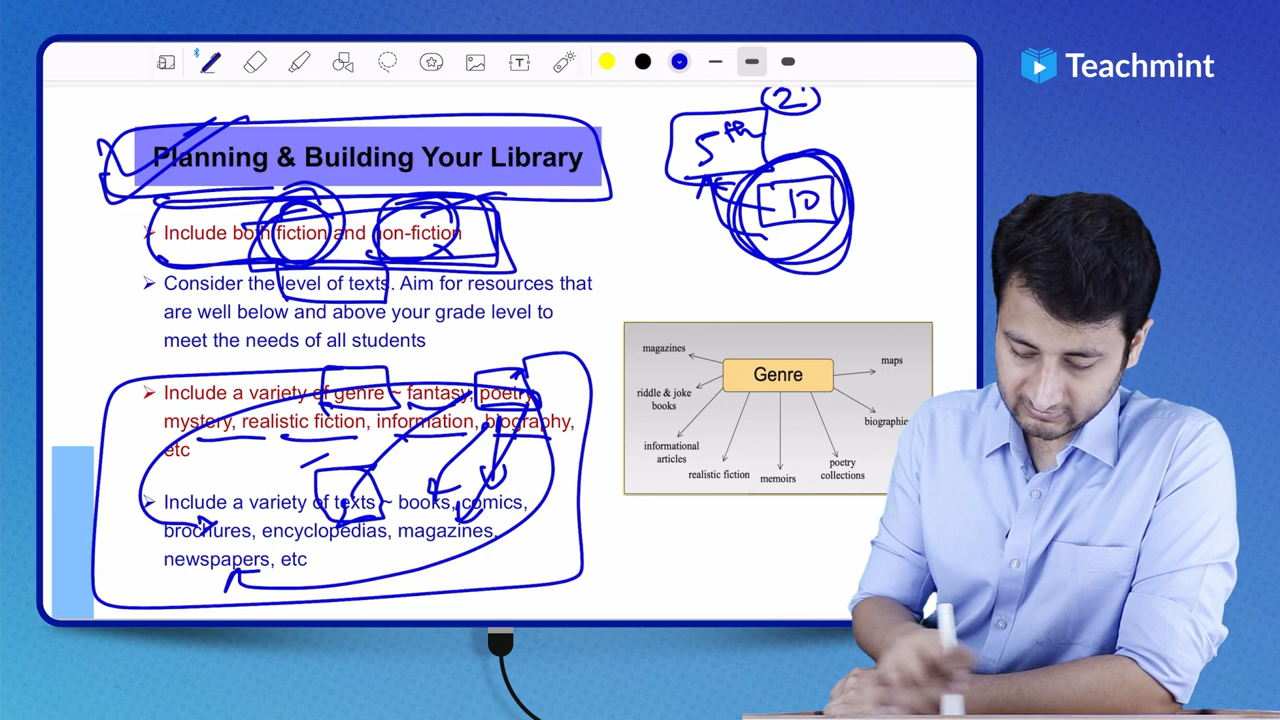 Teachmint
Planning & Building Your Library
2
5th
10
Include both fiction and non-fiction
Consider the level of texts. Aim for resources that
are well below and above your grade level to
meet the needs of all students
Include a variety of genre ~ fantasy, poetry,
mystery, realistic fiction, information, biography,
etc
Include a variety of texts ~ books, comics,
brochures, encyclopedias, magazines,
newspapers, etc
Genre
magazines
maps
riddle & joke
books
biographie
informational
articles
realistic fiction
memoirs
poetry
collections